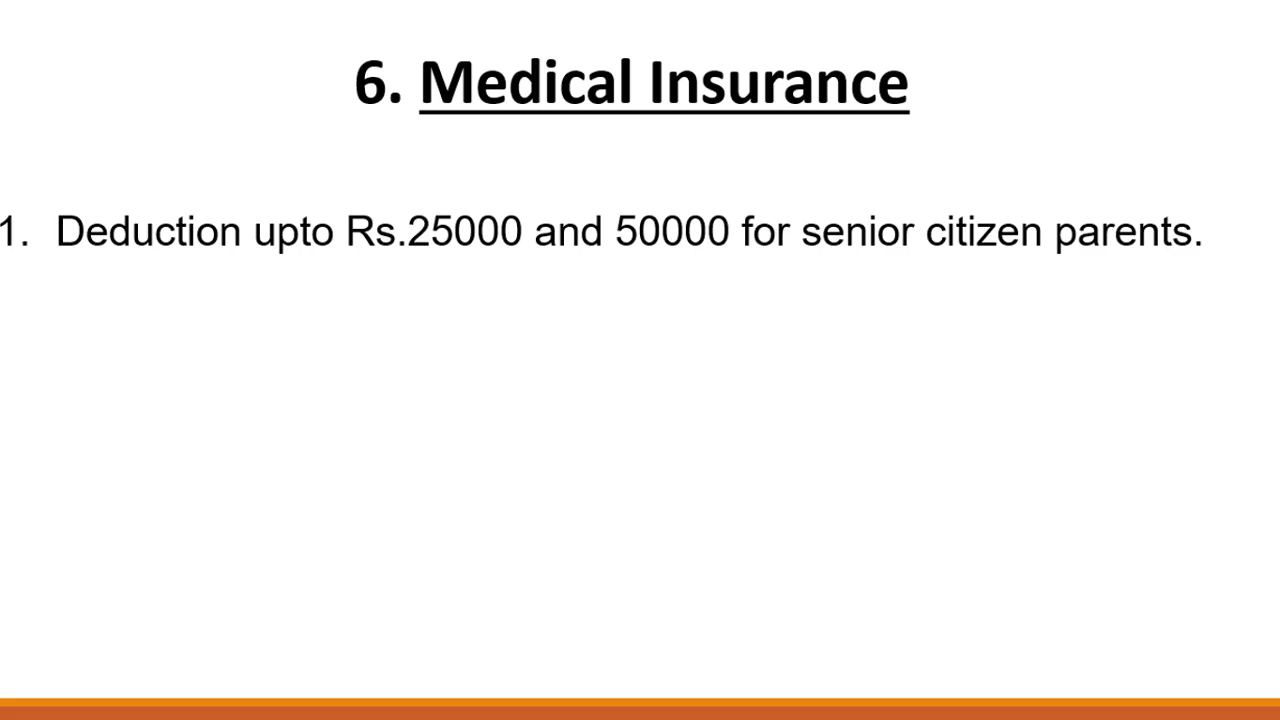 6. Medical Insurance
1. Deduction upto Rs.25000 and 50000 for senior citizen parents.